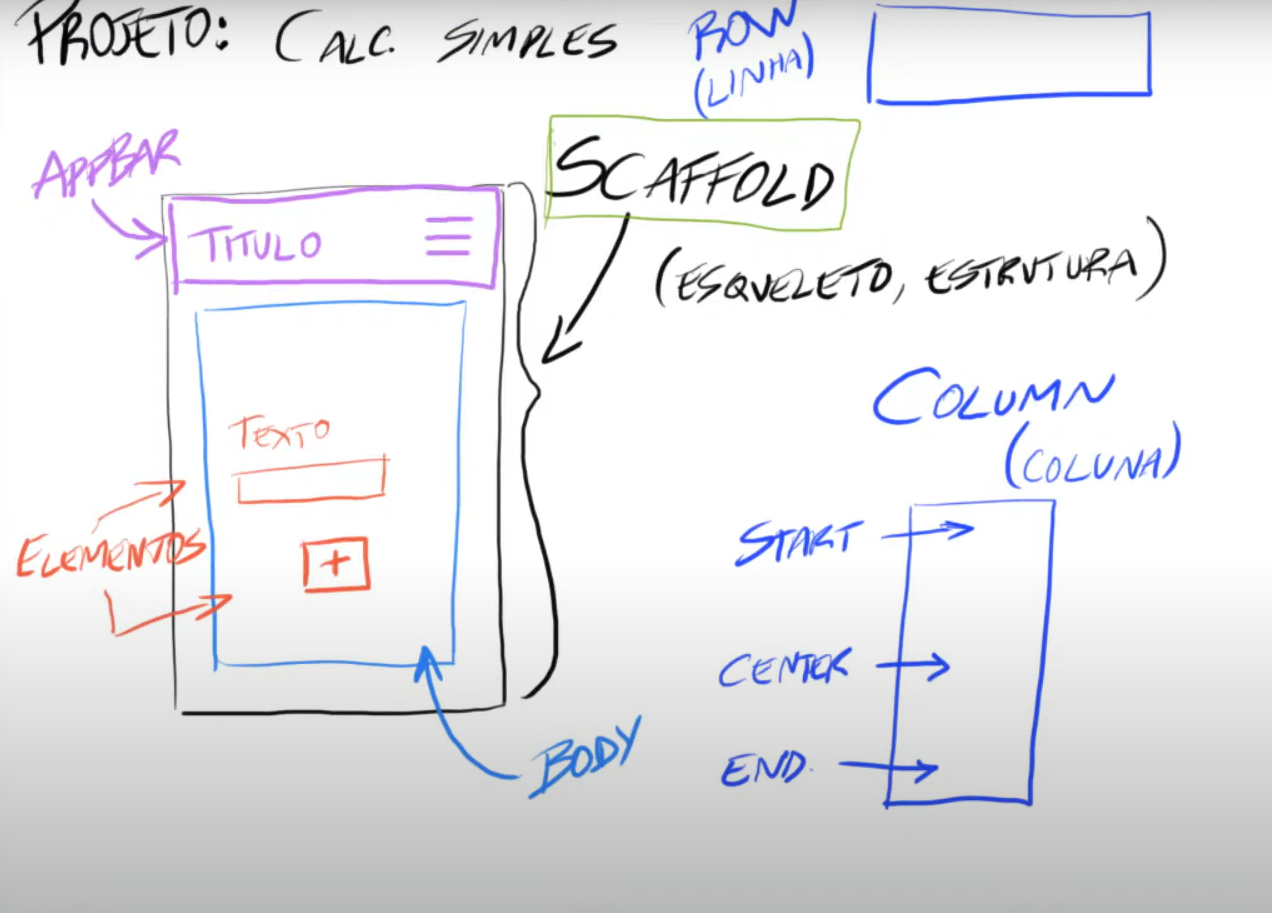 PROJETO: CALC. SIMPLES
ROW
(LINHA)
APPBAR
SCAFFOLD
TITULO
(ESQUELETO, ESTRUTURA)
COLUMN
(COLUNA)
TEXTO
START
ELEMENTOS
+
CENTER
BODY
END.